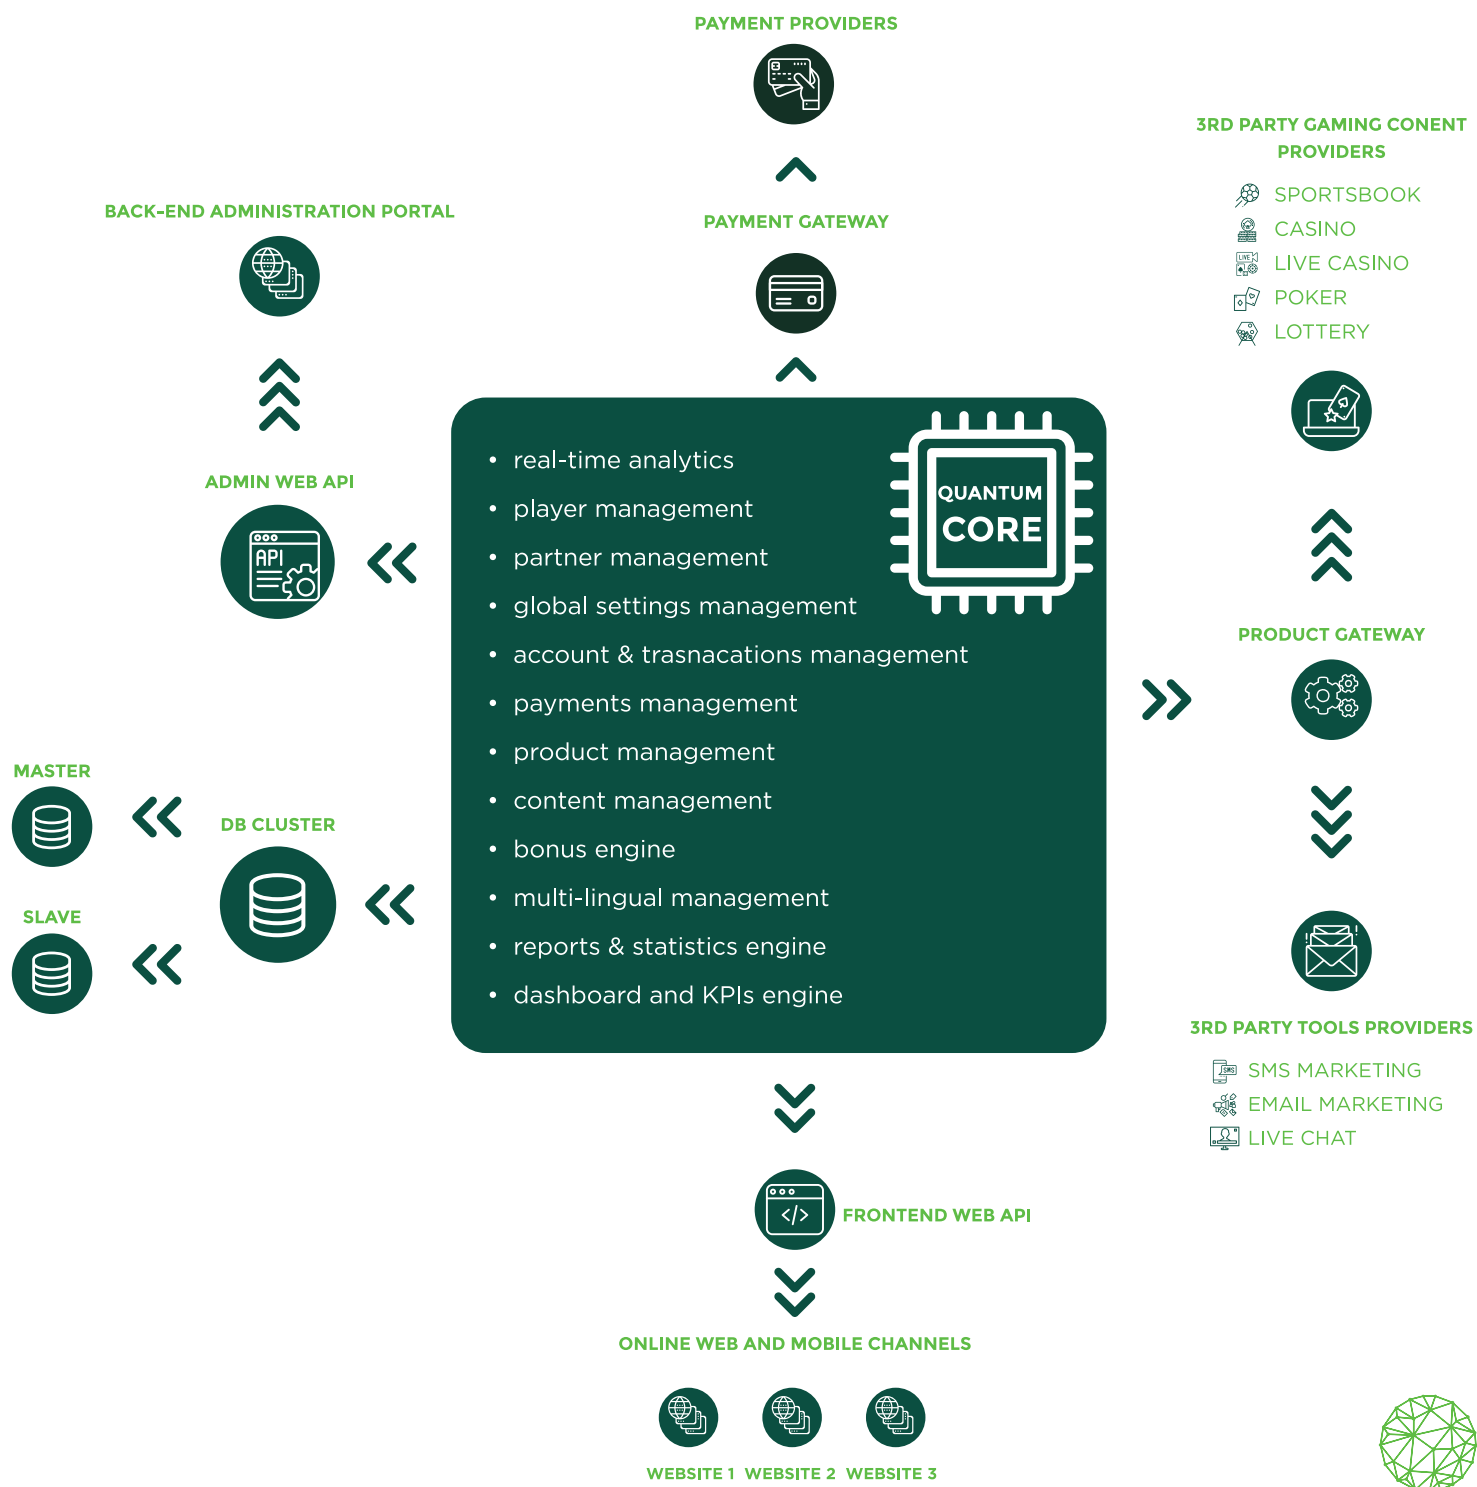 PAYMENT PROVIDERS
3RD PARTY GAMING CONENT
PROVIDERS
SPORTSBOOK
CASINO
LIVE
LIVE CASINO
POKER
LOTTERY
BACK-END ADMINISTRATION PORTAL
PAYMENT GATEWAY
ADMIN WEB API
API
• real-time analytics
• player management
• partner management
• global settings management
• account & trasnacations management
• payments management
• product management
• content management
• bonus engine
• multi-lingual management
• reports & statistics engine
• dashboard and KPIs engine
QUANTUM
CORE
PRODUCT GATEWAY
MASTER
DB CLUSTER
SLAVE
3RD PARTY TOOLS PROVIDERS
SMS
SMS MARKETING
EMAIL MARKETING
LIVE CHAT
</>
FRONTEND WEB API
ONLINE WEB AND MOBILE CHANNELS
WEBSITE 1 WEBSITE 2 WEBSITE 3